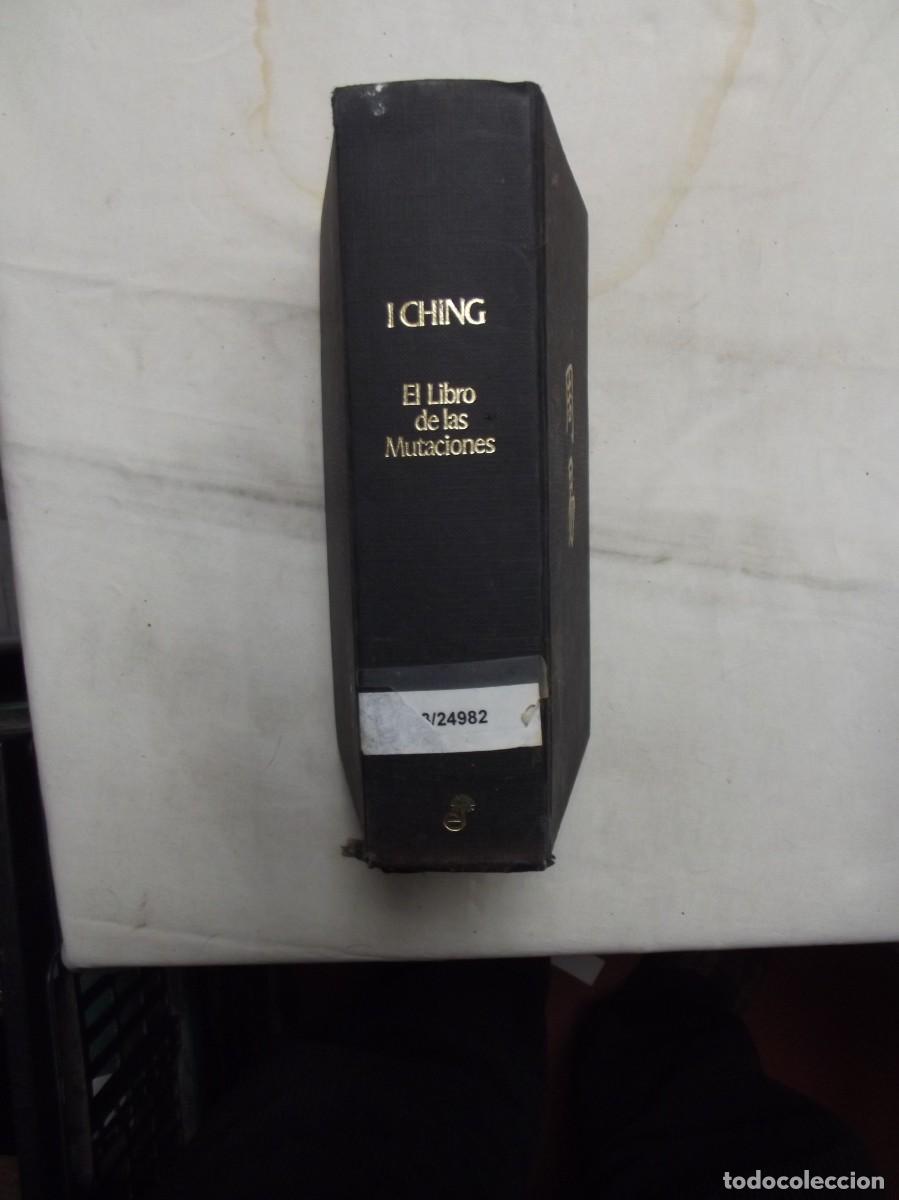 I CHING
El Libro
de las
Mutaciones
/24982
todocoleccion